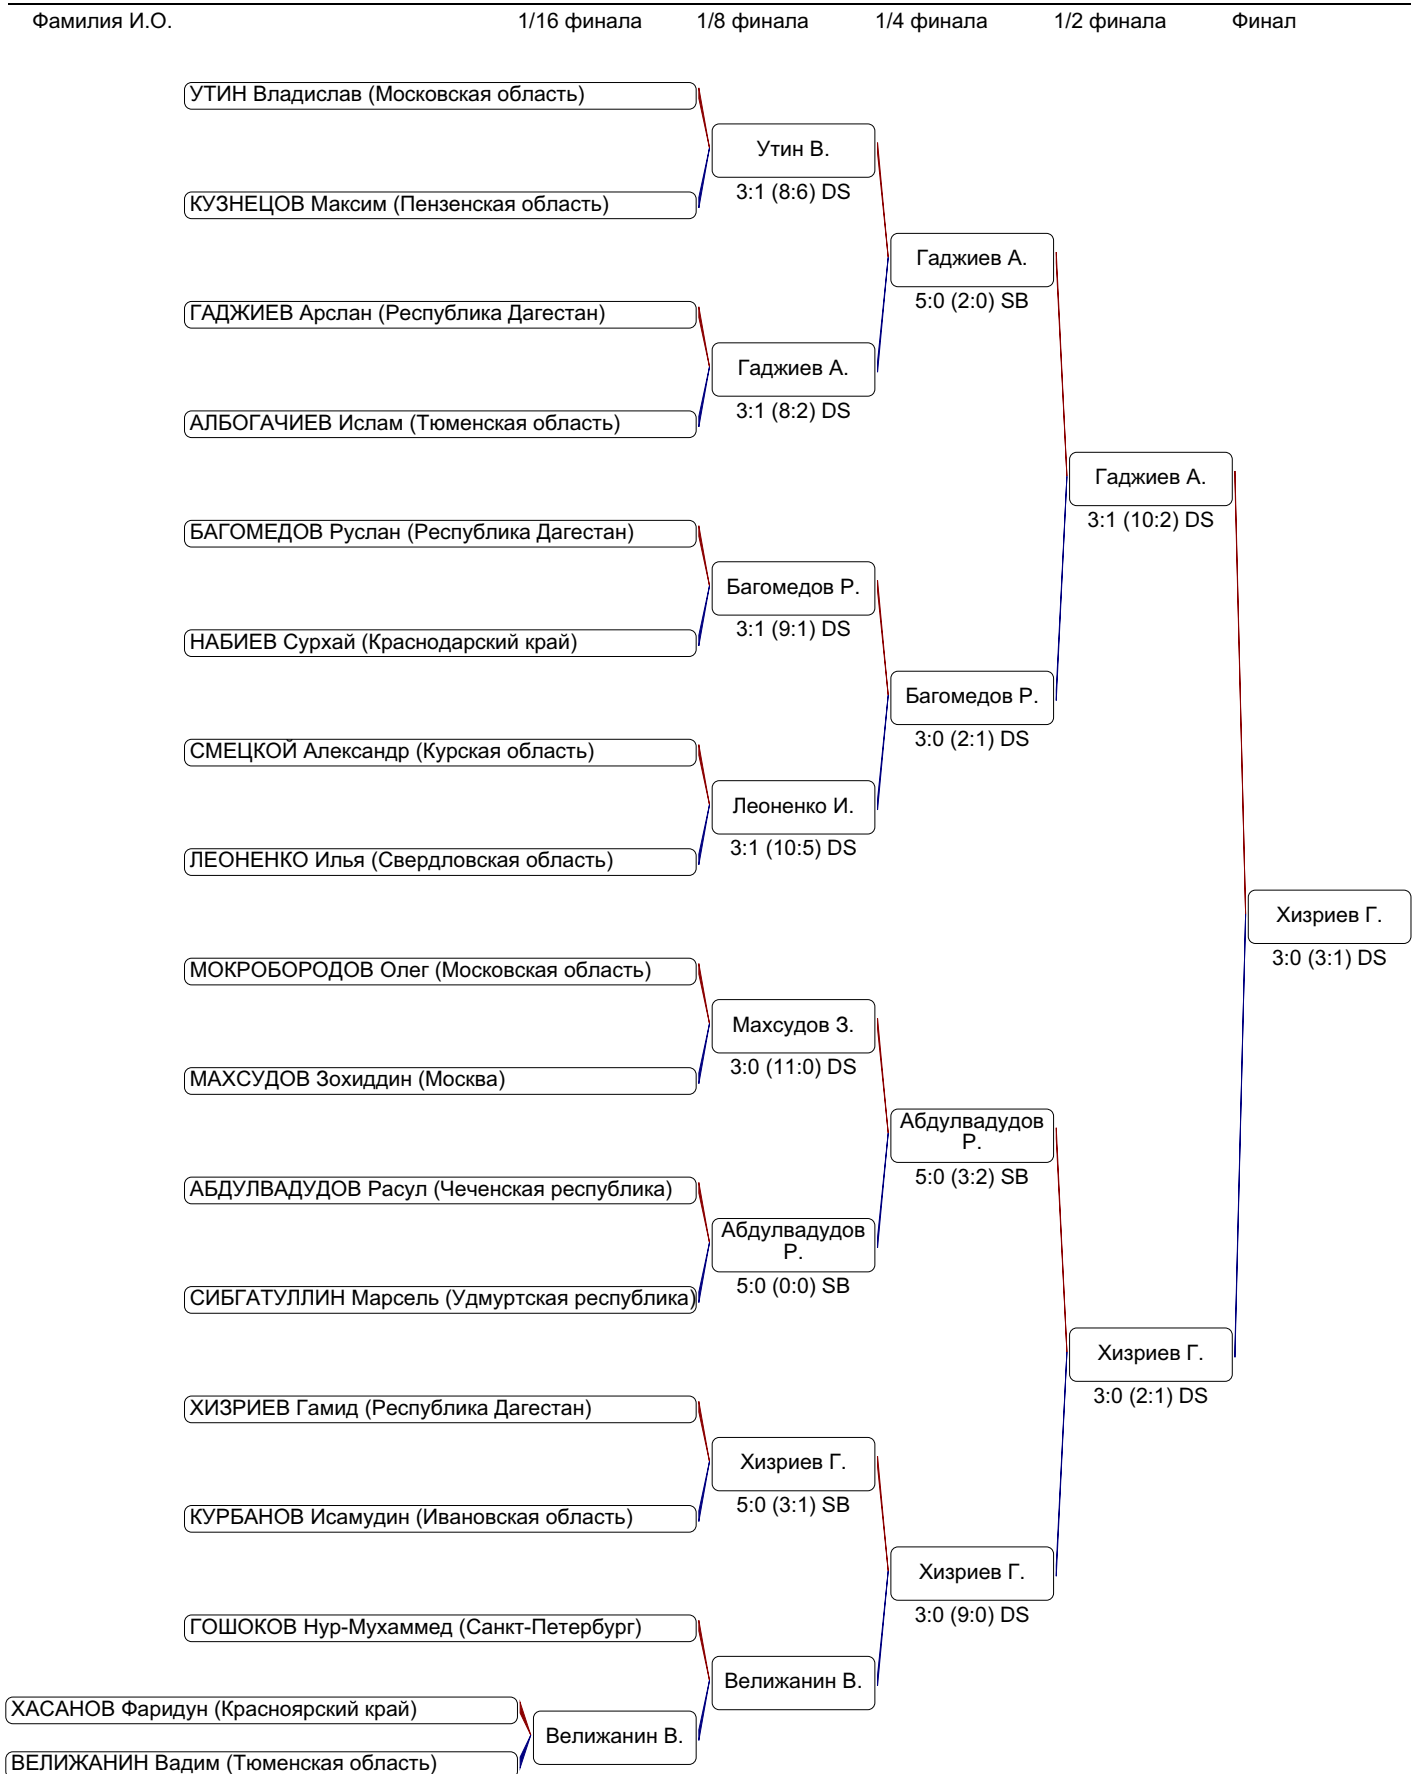 Фамилия И.О. 1/16 финала 1/8 финала 1/4 финала 1/2 финала Финал
УТИН Владислав (Московская область)
Утин В.
3:1 (8:6) DS
КУЗНЕЦОВ Максим (Пензенская область)
Гаджиев А.
5:0 (2:0) SB
ГАДЖИЕВ Арслан (Республика Дагестан)
Гаджиев А.
3:1 (8:2) DS
АЛБОГАЧИЕВ Ислам (Тюменская область)
Гаджиев А.
3:1 (10:2) DS
БАГОМЕДОВ Руслан (Республика Дагестан)
Багомедов Р.
3:1 (9:1) DS
НАБИЕВ Сурхай (Краснодарский край)
Багомедов Р.
3:0 (2:1) DS
СМЕЦКОЙ Александр (Курская область)
Леоненко И.
3:1 (10:5) DS
ЛЕОНЕНКО Илья (Свердловская область)
Хизриев Г.
3:0 (3:1) DS
МОКРОБОРОДОВ Олег (Московская область)
Махсудов З.
3:0 (11:0) DS
МАХСУДОВ Зохиддин (Москва)
Абдулвадудов
Р.
5:0 (3:2) SB
АБДУЛВАДУДОВ Расул (Чеченская республика)
Абдулвадудов
Р.
5:0 (0:0) SB
СИБГАТУЛЛИН Марсель (Удмуртская республика)
Хизриев Г.
3:0 (2:1) DS
ХИЗРИЕВ Гамид (Республика Дагестан)
Хизриев Г.
5:0 (3:1) SB
КУРБАНОВ Исамудин (Ивановская область)
Хизриев Г.
3:0 (9:0) DS
ГОШОКОВ Нур-Мухаммед (Санкт-Петербург)
Велижанин В.
ХАСАНОВ Фаридун (Красноярский край)
Велижанин В.
ВЕЛИЖАНИН Вадим (Тюменская область)